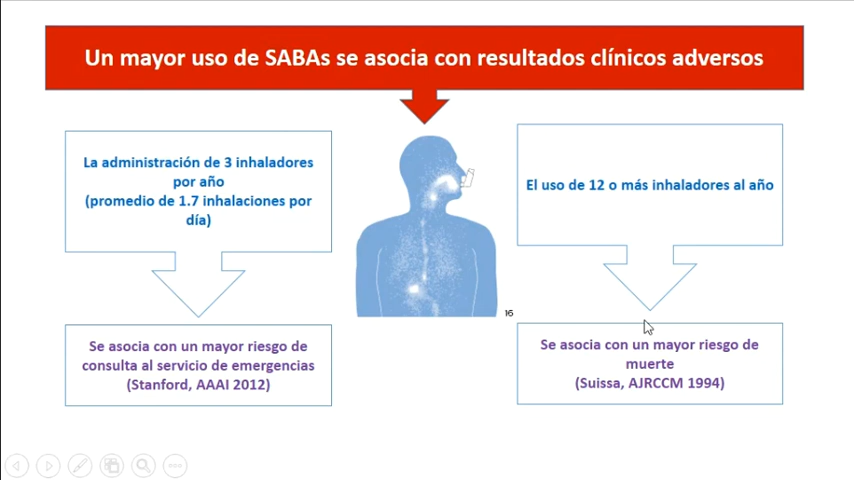 Un mayor uso de SABAs se asocia con resultados clínicos adversos
La administración de 3 inhaladores
por año
(promedio de 1.7 inhalaciones por
día)
Se asocia con un mayor riesgo de
consulta al servicio de emergencias
(Stanford, AAAI 2012)
16
El uso de 12 o más inhaladores al año
Se asocia con un mayor riesgo de
muerte
(Suissa, AJRCCM 1994)